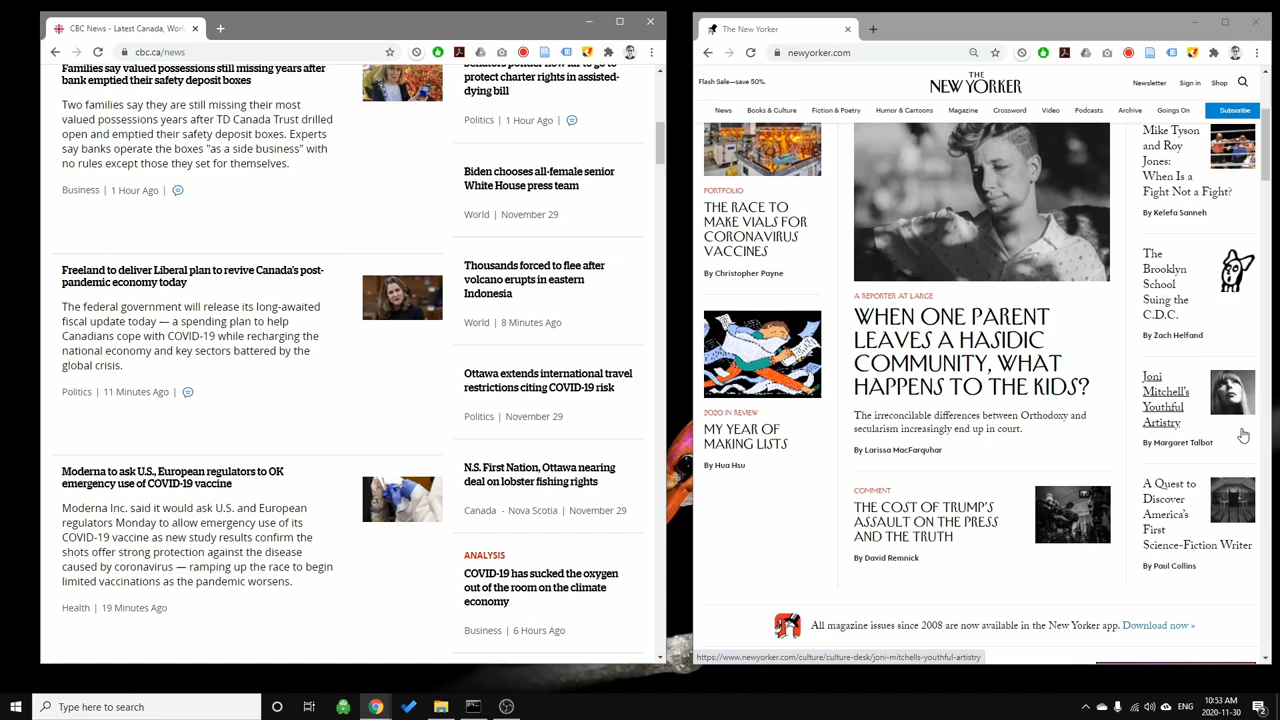 CBC News - Latest Canada, Worl
cbc.ca/news
Families say valued possessions still missing years after
bank emptied their safety deposit boxes
Two families say they are still missing their most
valued possessions years after TD Canada Trust drilled
open and emptied their safety deposit boxes. Experts
say banks operate the boxes "as a side business" with
no rules except those they set for themselves.
Business | 1 Hour Ago |
Freeland to deliver Liberal plan to revive Canada's post-
pandemic economy today
The federal government will release its long-awaited
fiscal update today — a spending plan to help
Canadians cope with COVID-19 while recharging the
national economy and key sectors battered by the
global crisis.
Politics | 11 Minutes Ago |
Moderna to ask U.S., European regulators to OK
emergency use of COVID-19 vaccine
Moderna Inc. said it would ask U.S. and European
regulators Monday to allow emergency use of its
COVID-19 vaccine as new study results confirm the
shots offer strong protection against the disease
caused by coronavirus — ramping up the race to begin
limited vaccinations as the pandemic worsens.
Health | 19 Minutes Ago
Senators ponder how far to go to
protect charter rights in assisted-
dying bill
Politics | 1 Hour Ago |
Biden chooses all-female senior
White House press team
World | November 29
Thousands forced to flee after
volcano erupts in eastern
Indonesia
World | 8 Minutes Ago
Ottawa extends international travel
restrictions citing COVID-19 risk
Politics | November 29
N.S. First Nation, Ottawa nearing
deal on lobster fishing rights
Canada - Nova Scotia | November 29
ANALYSIS
COVID-19 has sucked the oxygen
out of the room on the climate
economy
Business | 6 Hours Ago
The New Yorker
newyorker.com
Flash Sale—save 50%.
THE
NEW YORKER
Newsletter Sign in Shop
News Books & Culture Fiction & Poetry Humor & Cartoons Magazine Crossword Video Podcasts Archive Goings On Subscribe
PORTFOLIO
THE RACE TO
MAKE VIALS FOR
CORONAVIRUS
VACCINES
By Christopher Payne
2020 IN REVIEW
MY YEAR OF
MAKING LISTS
By Hua Hsu
A REPORTER AT LARGE
WHEN ONE PARENT
LEAVES A HASIDIC
COMMUNITY, WHAT
HAPPENS TO THE KIDS?
The irreconcilable differences between Orthodoxy and
secularism increasingly end up in court.
By Larissa MacFarquhar
COMMENT
THE COST OF TRUMP'S
ASSAULT ON THE PRESS
AND THE TRUTH
By David Remnick
Mike Tyson
and Roy
Jones:
When Is a
Fight Not a Fight?
By Kelefa Sanneh
The
Brooklyn
School
Suing the
C.D.C.
By Zach Helfand
Joni
Mitchell's
Youthful
Artistry
By Margaret Talbot
A Quest to
Discover
America's
First
Science-Fiction Writer
By Paul Collins
All magazine issues since 2008 are now available in the New Yorker app. Download now »
https://www.newyorker.com/culture/culture-desk/joni-mitchells-youthful-artistry
Type here to search
ENG
10:53 AM
2020-11-30
2